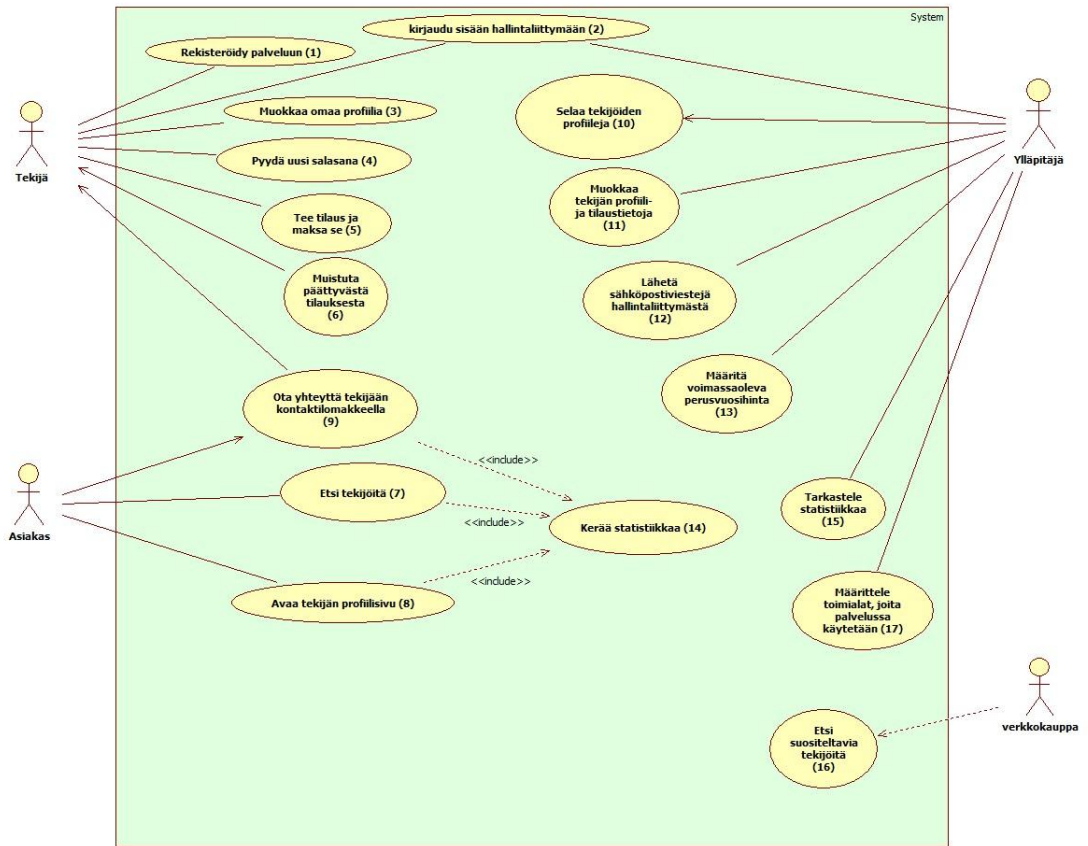 System
kirjaudu sisään hallintaliittymään (2)
Rekisteröidy palveluun (1)
Muokkaa omaa profiilia (3)
Selaa tekijöiden
profiileja (10)
Pyydä uusi salasana (4)
Tekijä
Ylläpitäjä
Muokkaa
tekijän profiili-
ja tilaustietoja
(11)
Tee tilaus ja
maksa se (5)
Muistuta
päättyvästä
tilauksesta
(6)
Lähetä
sähköpostiviestejä
hallintaliittymästä
(12)
Määritä
voimassaoleva
perusvuosihinta
(13)
Ota yhteyttä tekijään
kontaktilomakkeella
(9)
<<include>>
Etsi tekijöitä (7)
Asiakas
<<include>>
Kerää statistiikkaa (14)
Tarkastele
statistiikkaa
(15)
<<include>>
Avaa tekijän profiilisivu (8)
Määrittele
toimialat, joita
palvelussa
käytetään (17)
verkkokauppa
Etsi
suositeltavia
tekijöitä
(16)